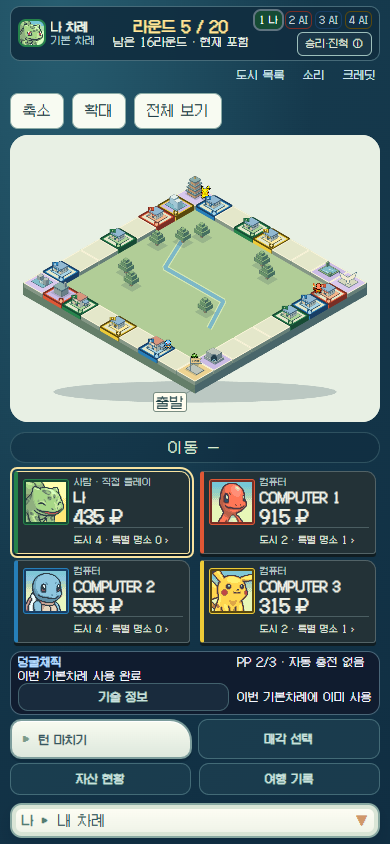 나 차례
기본 차례
라운드 5 / 20
남은 16라운드 · 현재 포함
1 나
2 AI
3 AI
4 AI
승리·진척 ⓘ
도시 목록
소리
크레딧
축소
확대
전체 보기
출발
이동 —
사람 · 직접 플레이
나
435 ₽
도시 4 · 특별 명소 0 ›
컴퓨터
COMPUTER 1
915 ₽
도시 2 · 특별 명소 1 ›
컴퓨터
COMPUTER 2
555 ₽
도시 4 · 특별 명소 0 ›
컴퓨터
COMPUTER 3
315 ₽
도시 2 · 특별 명소 1 ›
덩굴채찍
PP 2/3 · 자동 충전 없음
이번 기본차례 사용 완료
기술 정보
이번 기본차례에 이미 사용
▶ 턴 마치기
매각 선택
자산 현황
여행 기록
나 ▶ 내 차례 ▼